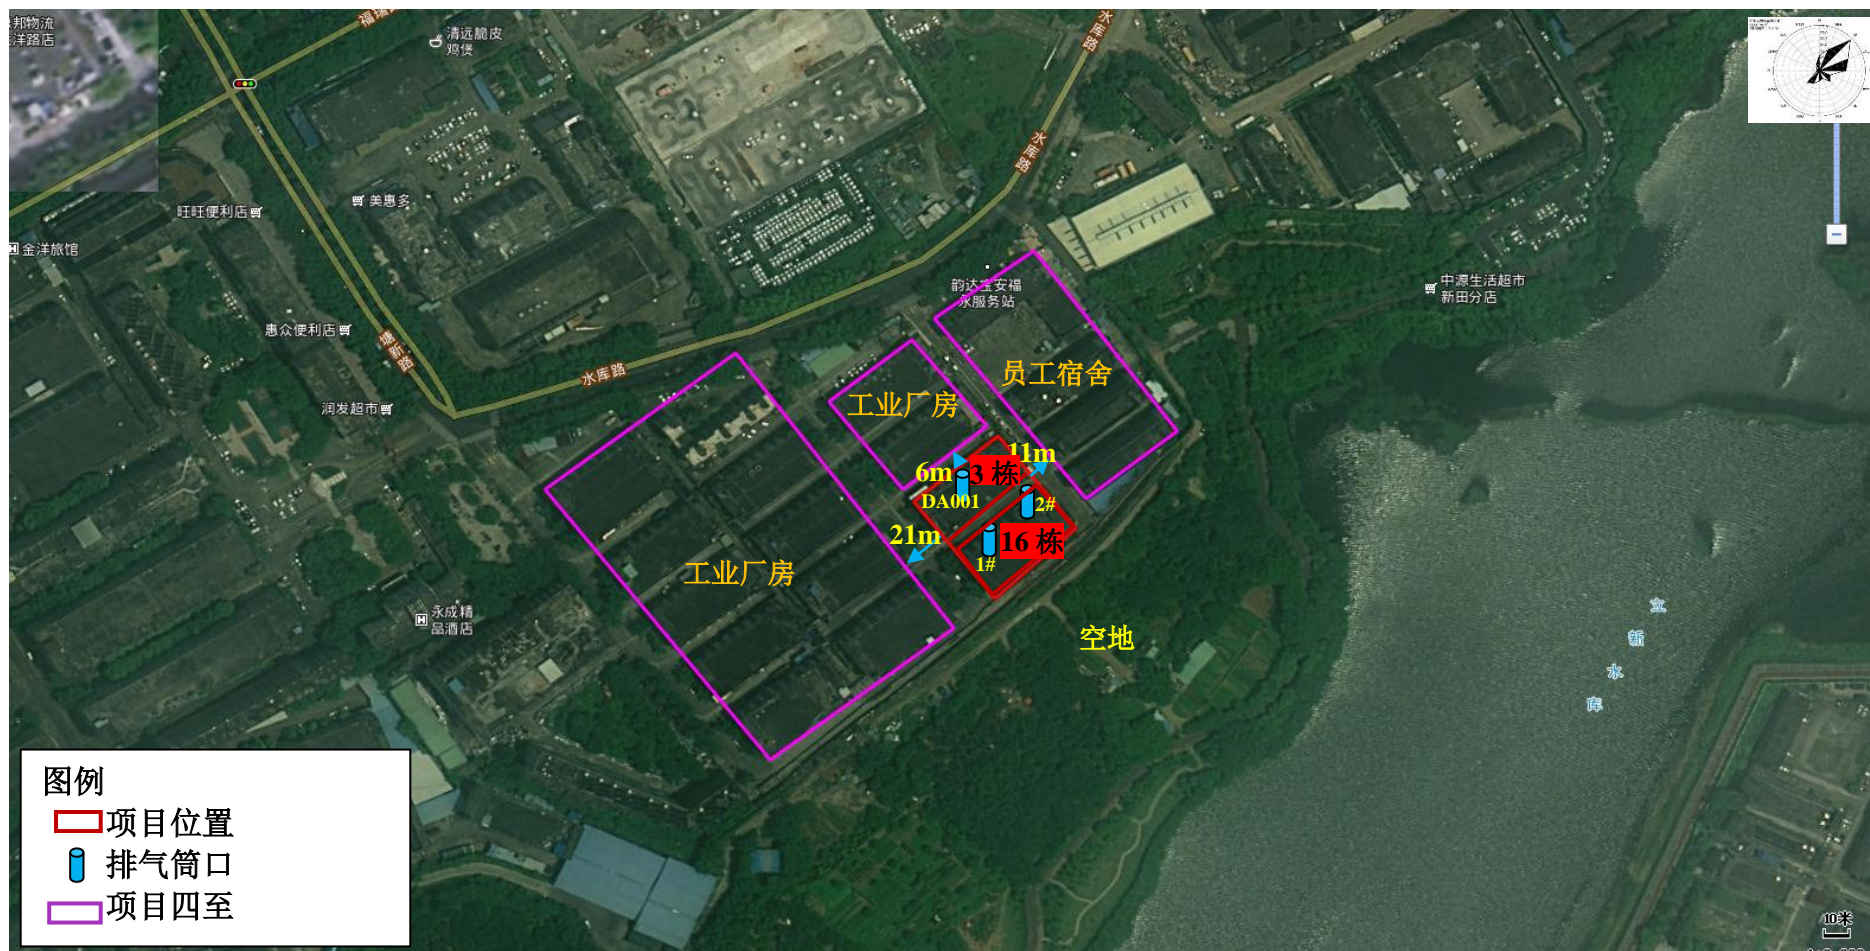 邦物流
洋路店
福瑞路
清远脆皮
鸡煲
水库路
水库路
旺旺便利店
美惠多
金洋旅馆
惠众便利店
塘新路
水库路
润发超市
韵达宝安福
永服务站
中源生活超市
新田分店
员工宿舍
工业厂房
11m
6m
3 栋
DA001
2#
21m
16 栋
1#
工业厂房
永成精
品酒店
空地
立新水库
图例
项目位置
排气筒口
项目四至
10米